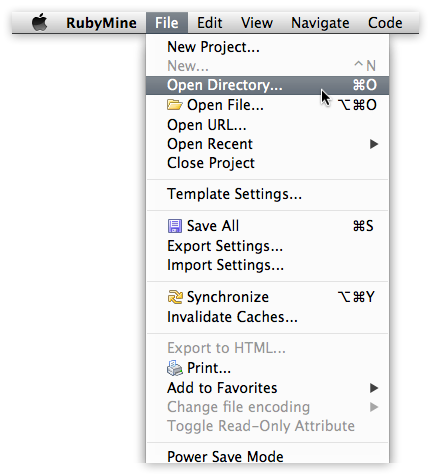 RubyMine File Edit View Navigate Code
New Project...
New... ^N
Open Directory... ⌘O
Open File... ⌥⌘O
Open URL...
Open Recent ▶
Close Project
Template Settings...
Save All ⌘S
Export Settings...
Import Settings...
Synchronize ⌥⌘Y
Invalidate Caches...
Export to HTML...
Print...
Add to Favorites ▶
Change file encoding ▶
Toggle Read-Only Attribute
Power Save Mode